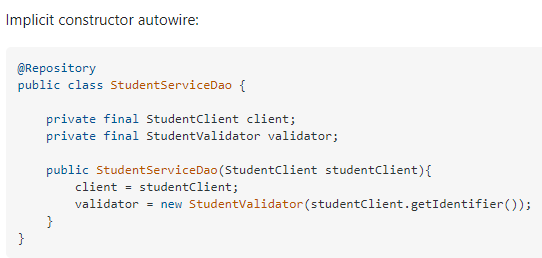 Implicit constructor autowire:
@Repository
public class StudentServiceDao {
private final StudentClient client;
private final StudentValidator validator;
public StudentServiceDao(StudentClient studentClient){
client = studentClient;
validator = new StudentValidator(studentClient.getIdentifier());
}
}